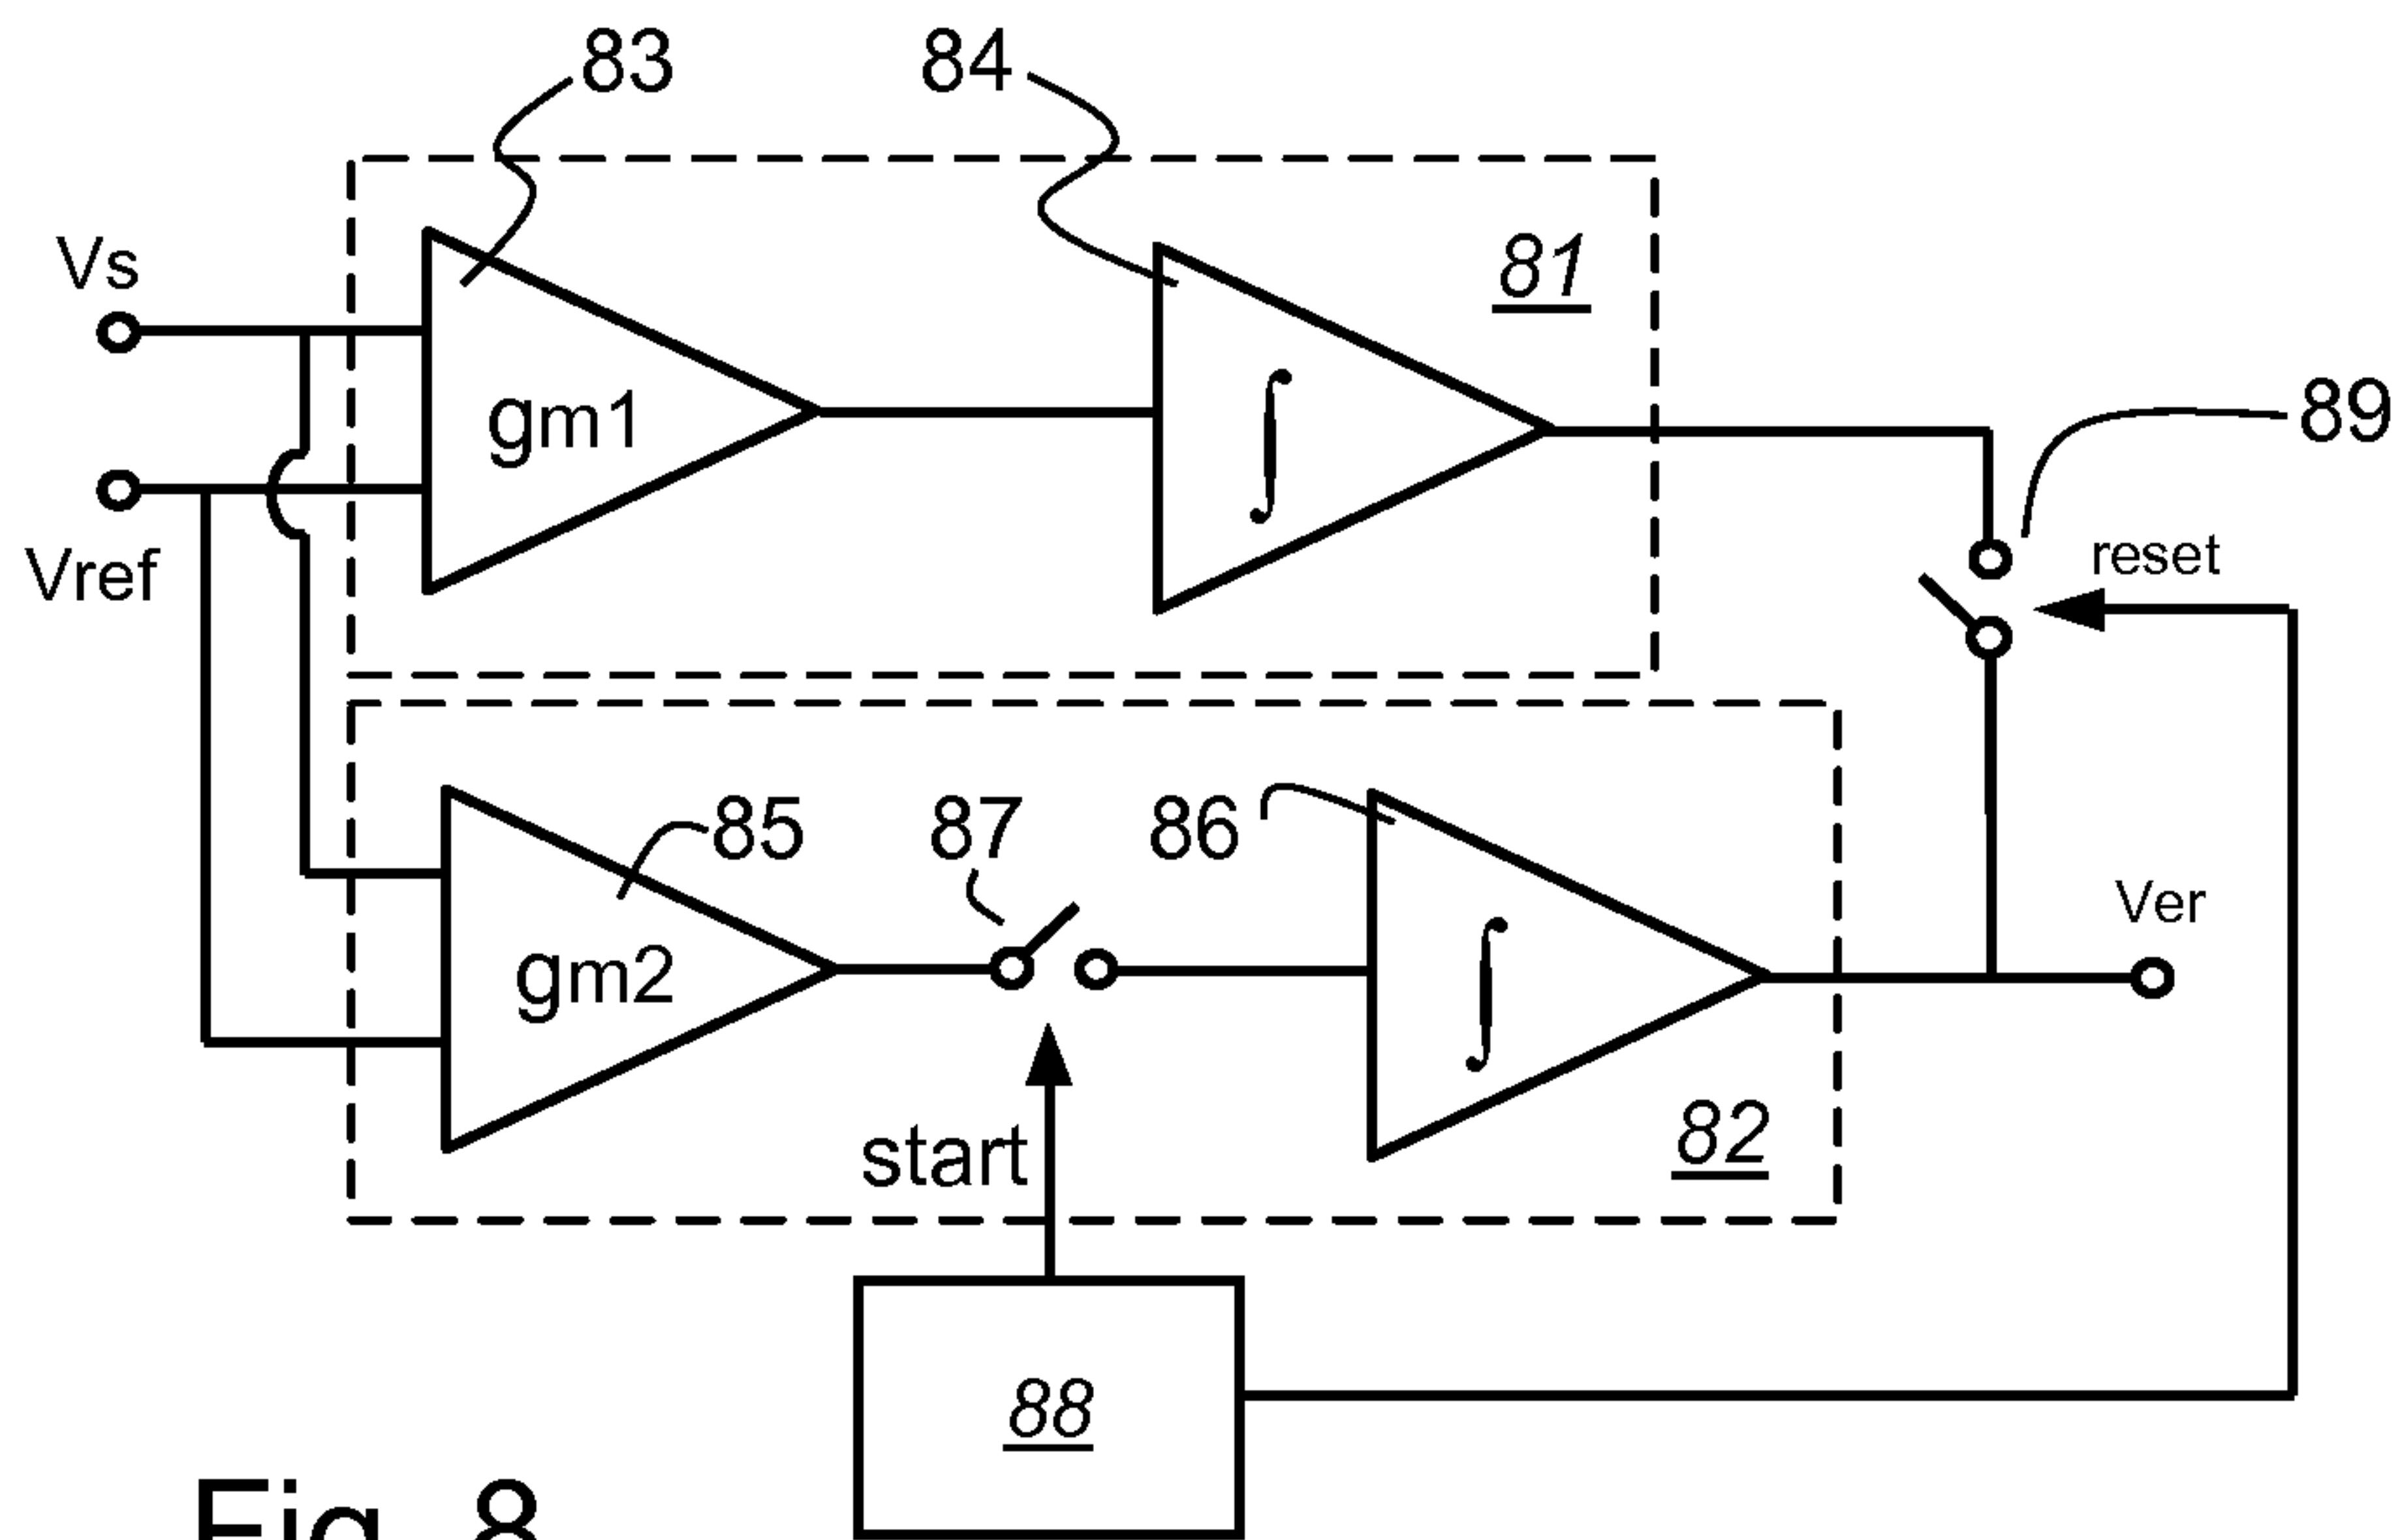 83
84
Vs
81
gm1
∫
89
reset
Vref
85
87
86
Ver
gm2
∫
start
82
88
Fig. 8